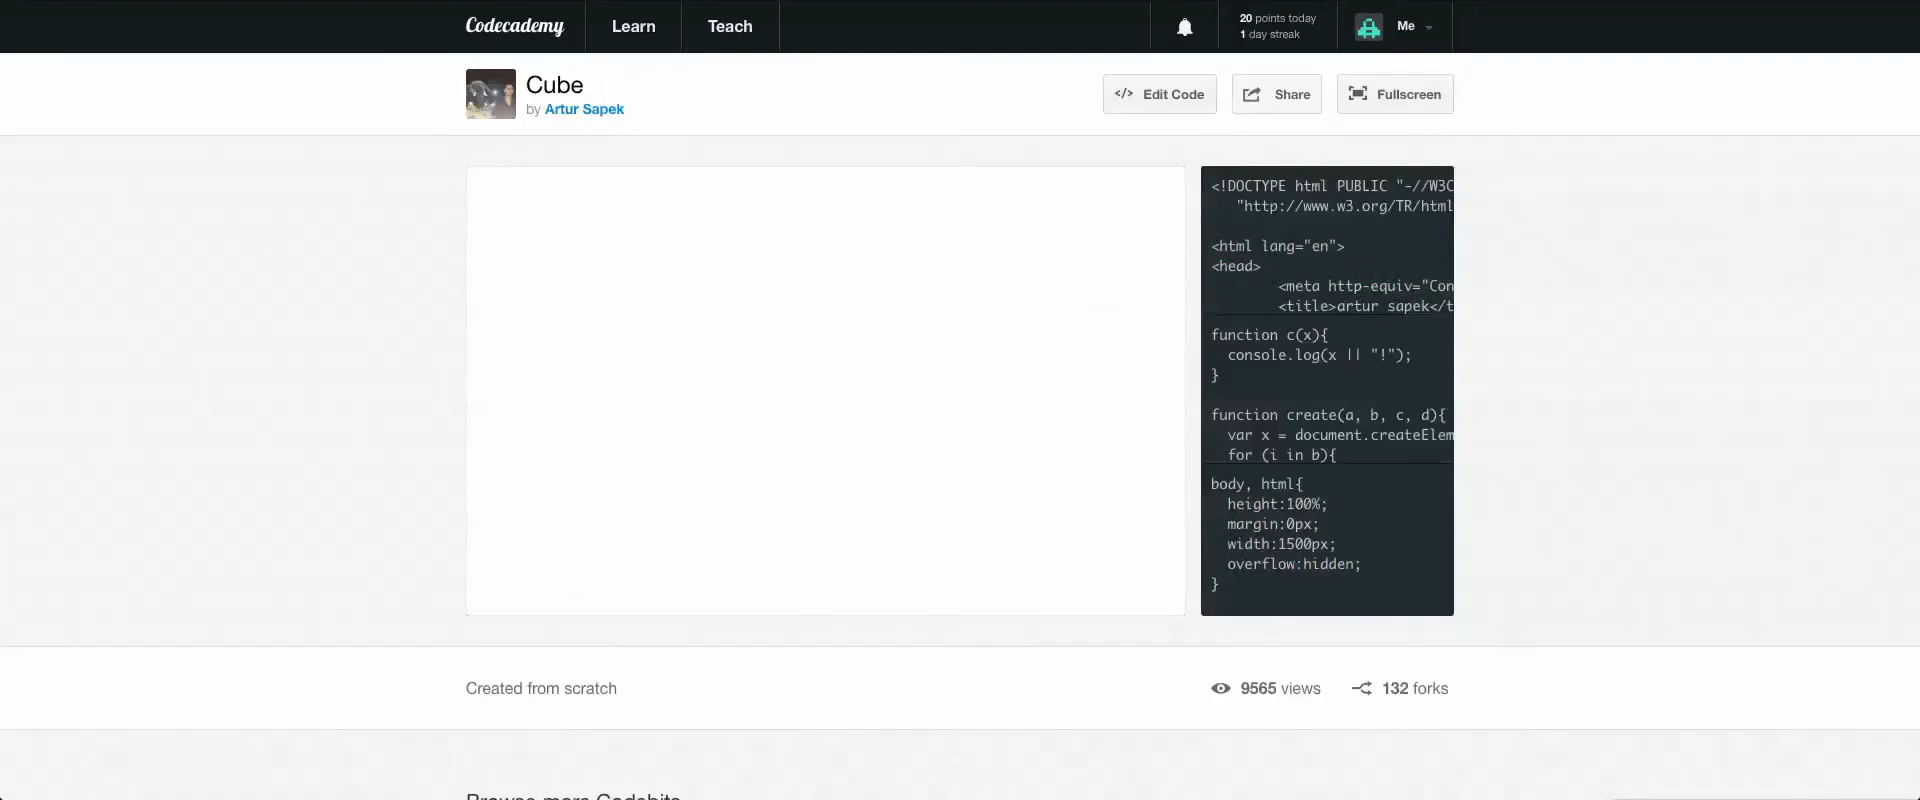 Codecademy
Learn
Teach
20 points today
1 day streak
Me
Cube
by Artur Sapek
</> Edit Code
Share
Fullscreen
<!DOCTYPE html PUBLIC "-//W3C
"http://www.w3.org/TR/html
<html lang="en">
<head>
<meta http-equiv="Con
<title>artur sapek</t
function c(x){
console.log(x || "!");
}
function create(a, b, c, d){
var x = document.createElem
for (i in b){
body, html{
height:100%;
margin:0px;
width:1500px;
overflow:hidden;
}
Created from scratch
9565 views
132 forks
Browse more Codebits